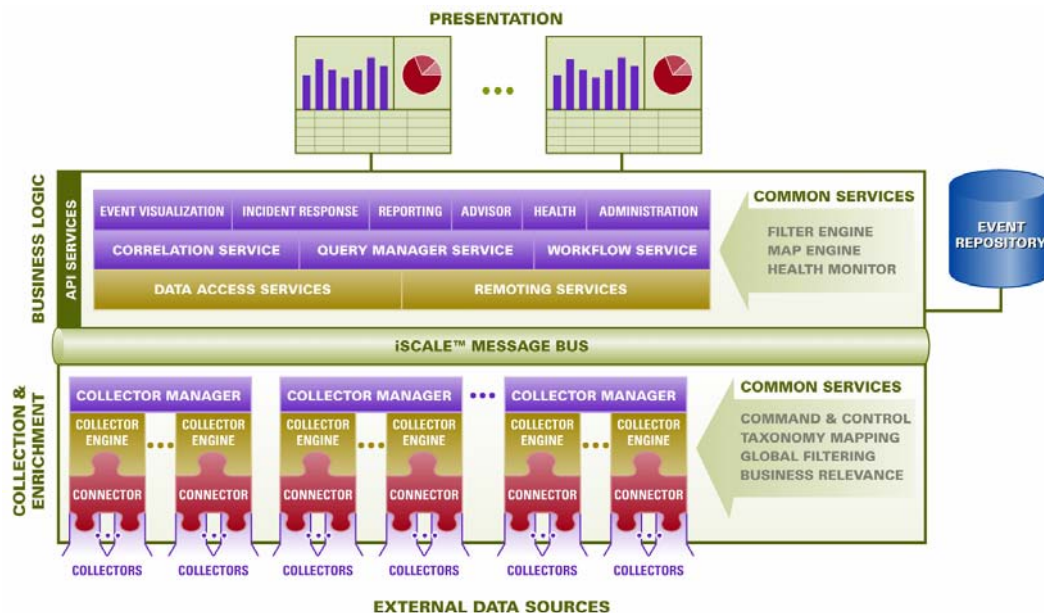 PRESENTATION
BUSINESS LOGIC
API SERVICES
EVENT VISUALIZATION
INCIDENT RESPONSE
REPORTING
ADVISOR
HEALTH
ADMINISTRATION
CORRELATION SERVICE
QUERY MANAGER SERVICE
WORKFLOW SERVICE
DATA ACCESS SERVICES
REMOTING SERVICES
COMMON SERVICES
FILTER ENGINE
MAP ENGINE
HEALTH MONITOR
EVENT
REPOSITORY
iSCALE™ MESSAGE BUS
COLLECTION &
ENRICHMENT
COLLECTOR MANAGER
COLLECTOR MANAGER
COLLECTOR MANAGER
COLLECTOR
ENGINE
COLLECTOR
ENGINE
COLLECTOR
ENGINE
COLLECTOR
ENGINE
COLLECTOR
ENGINE
COLLECTOR
ENGINE
CONNECTOR
CONNECTOR
CONNECTOR
CONNECTOR
CONNECTOR
CONNECTOR
COLLECTORS
COLLECTORS
COLLECTORS
COLLECTORS
COLLECTORS
COLLECTORS
COMMON SERVICES
COMMAND & CONTROL
TAXONOMY MAPPING
GLOBAL FILTERING
BUSINESS RELEVANCE
EXTERNAL DATA SOURCES